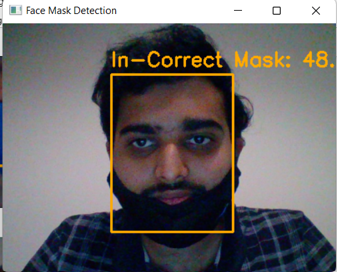 Face Mask Detection
In-Correct Mask: 48.